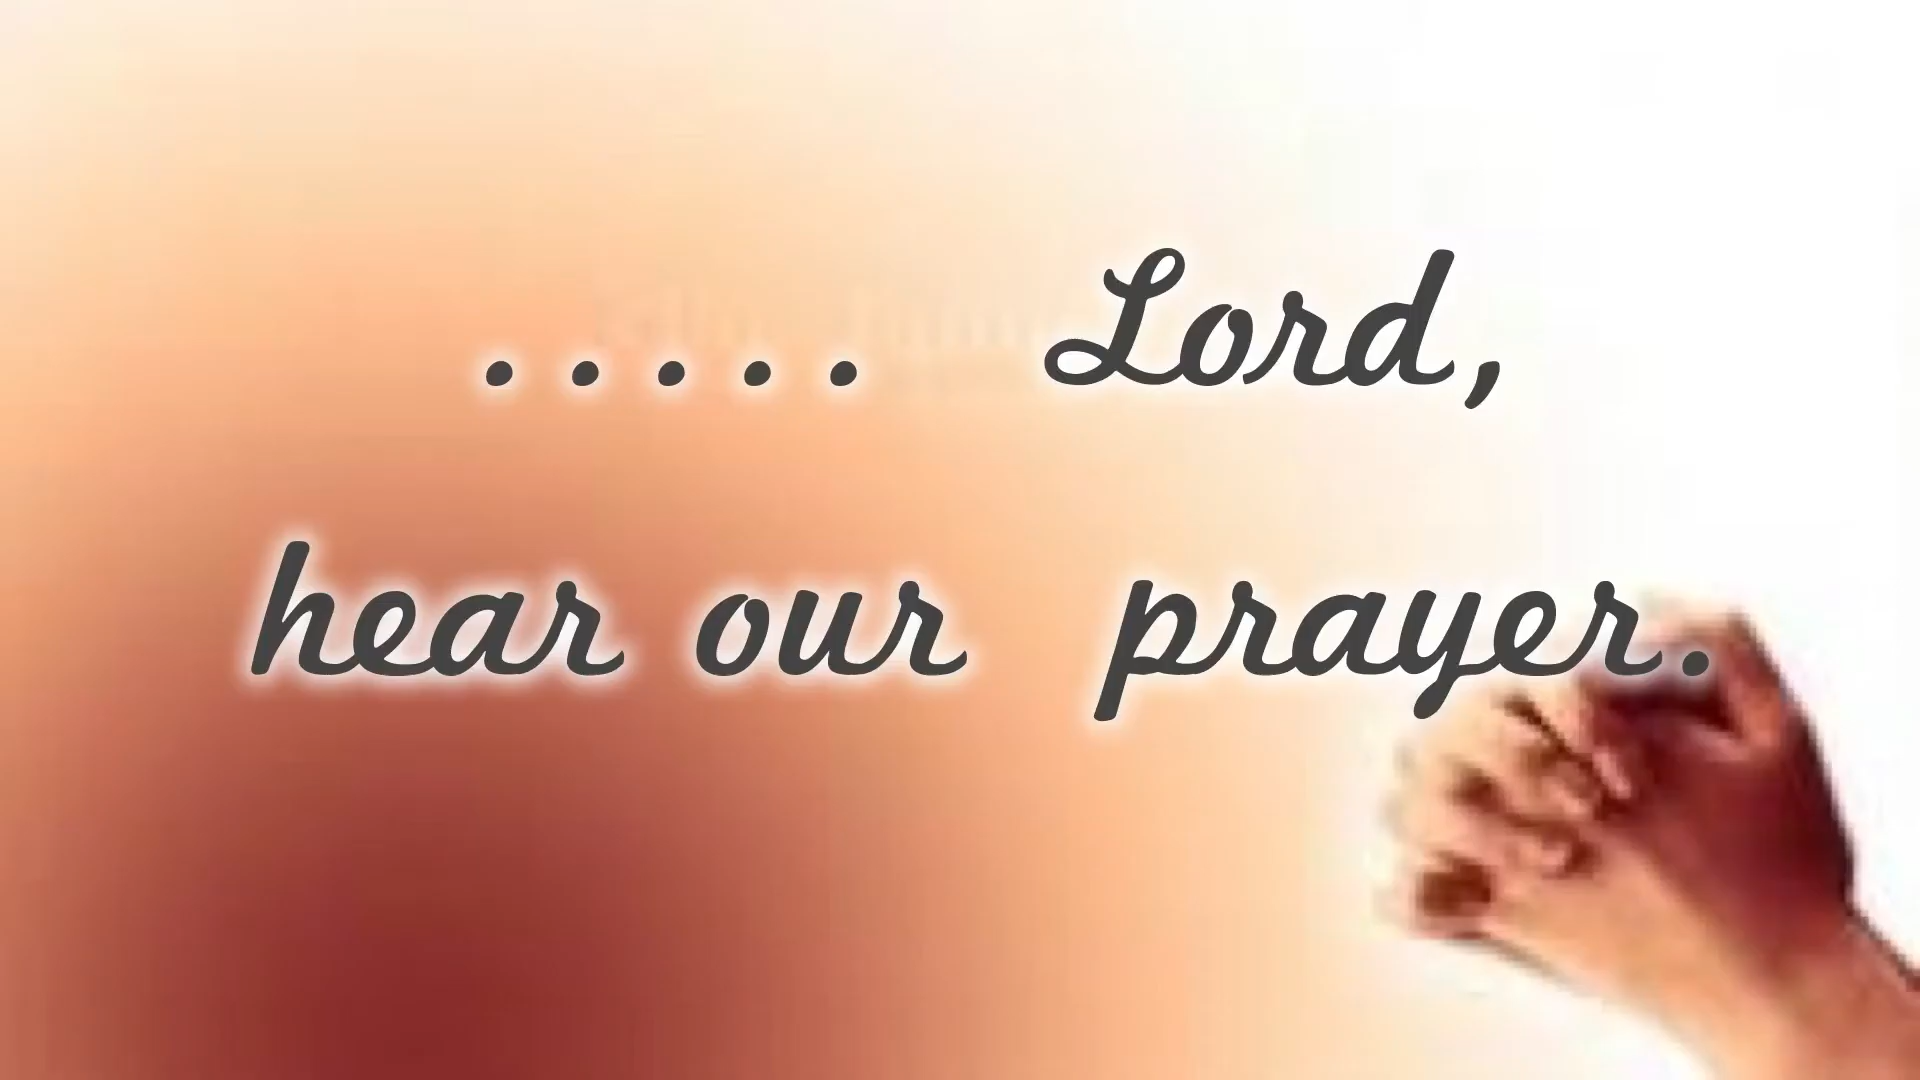 . . . . . Lord,
hear our prayer.